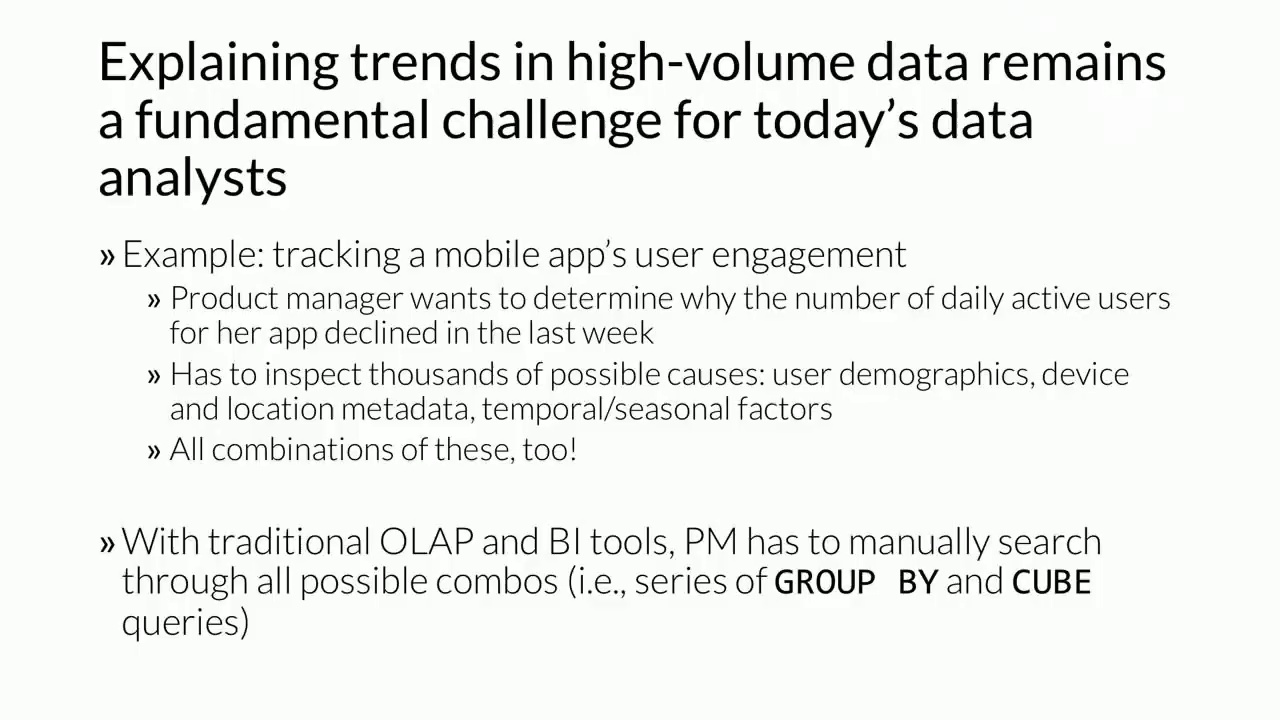 Explaining trends in high-volume data remains
a fundamental challenge for today’s data
analysts
» Example: tracking a mobile app’s user engagement
» Product manager wants to determine why the number of daily active users
for her app declined in the last week
» Has to inspect thousands of possible causes: user demographics, device
and location metadata, temporal/seasonal factors
» All combinations of these, too!
» With traditional OLAP and BI tools, PM has to manually search
through all possible combos (i.e., series of GROUP BY and CUBE
queries)